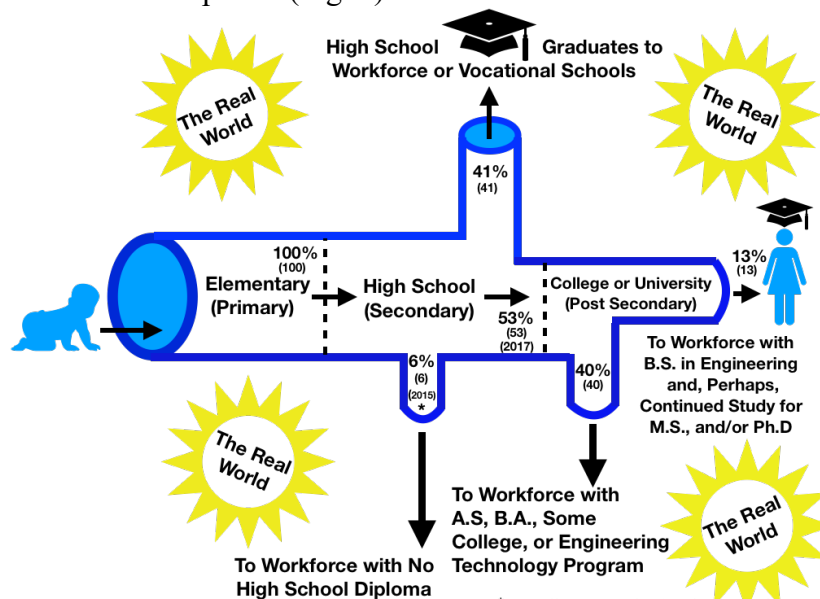 High School Graduates to
Workforce or Vocational Schools
The Real
World
The Real
World
41%
(41)
100%
(100)
Elementary
(Primary)
High School
(Secondary)
53%
(53)
(2017)
College or University
(Post Secondary)
13%
(13)
6%
(6)
(2015)
*
40%
(40)
To Workforce with
B.S. in Engineering
and, Perhaps,
Continued Study for
M.S., and/or Ph.D
The Real
World
The Real
World
To Workforce with
A.S, B.A., Some
College, or Engineering
Technology Program
To Workforce with No
High School Diploma